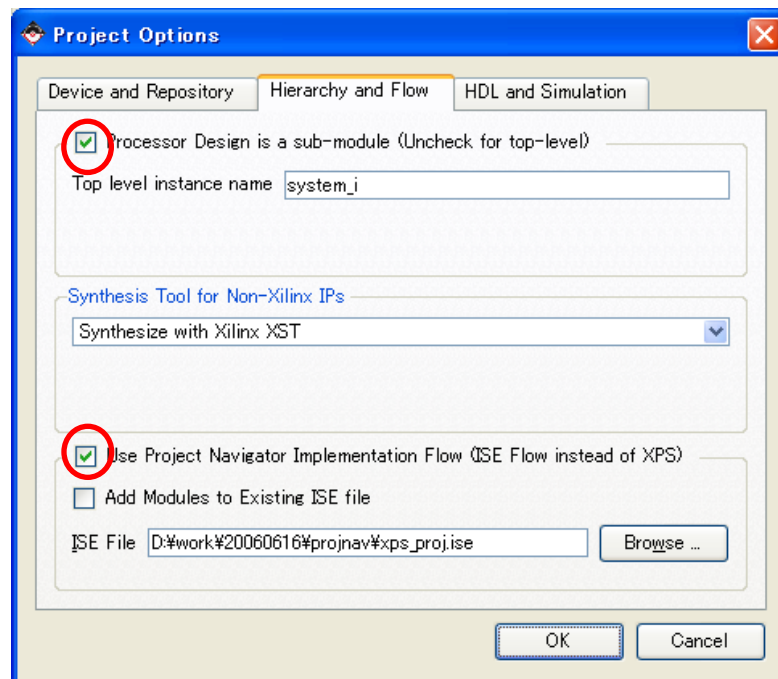 Project Options
Device and Repository Hierarchy and Flow HDL and Simulation
Processor Design is a sub-module (Uncheck for top-level)
Top level instance name system_i
Synthesis Tool for Non-Xilinx IPs
Synthesize with Xilinx XST
Use Project Navigator Implementation Flow (ISE Flow instead of XPS)
Add Modules to Existing ISE file
ISE File D:¥work¥20060616¥projnav¥xps_proj.ise Browse ...
OK Cancel